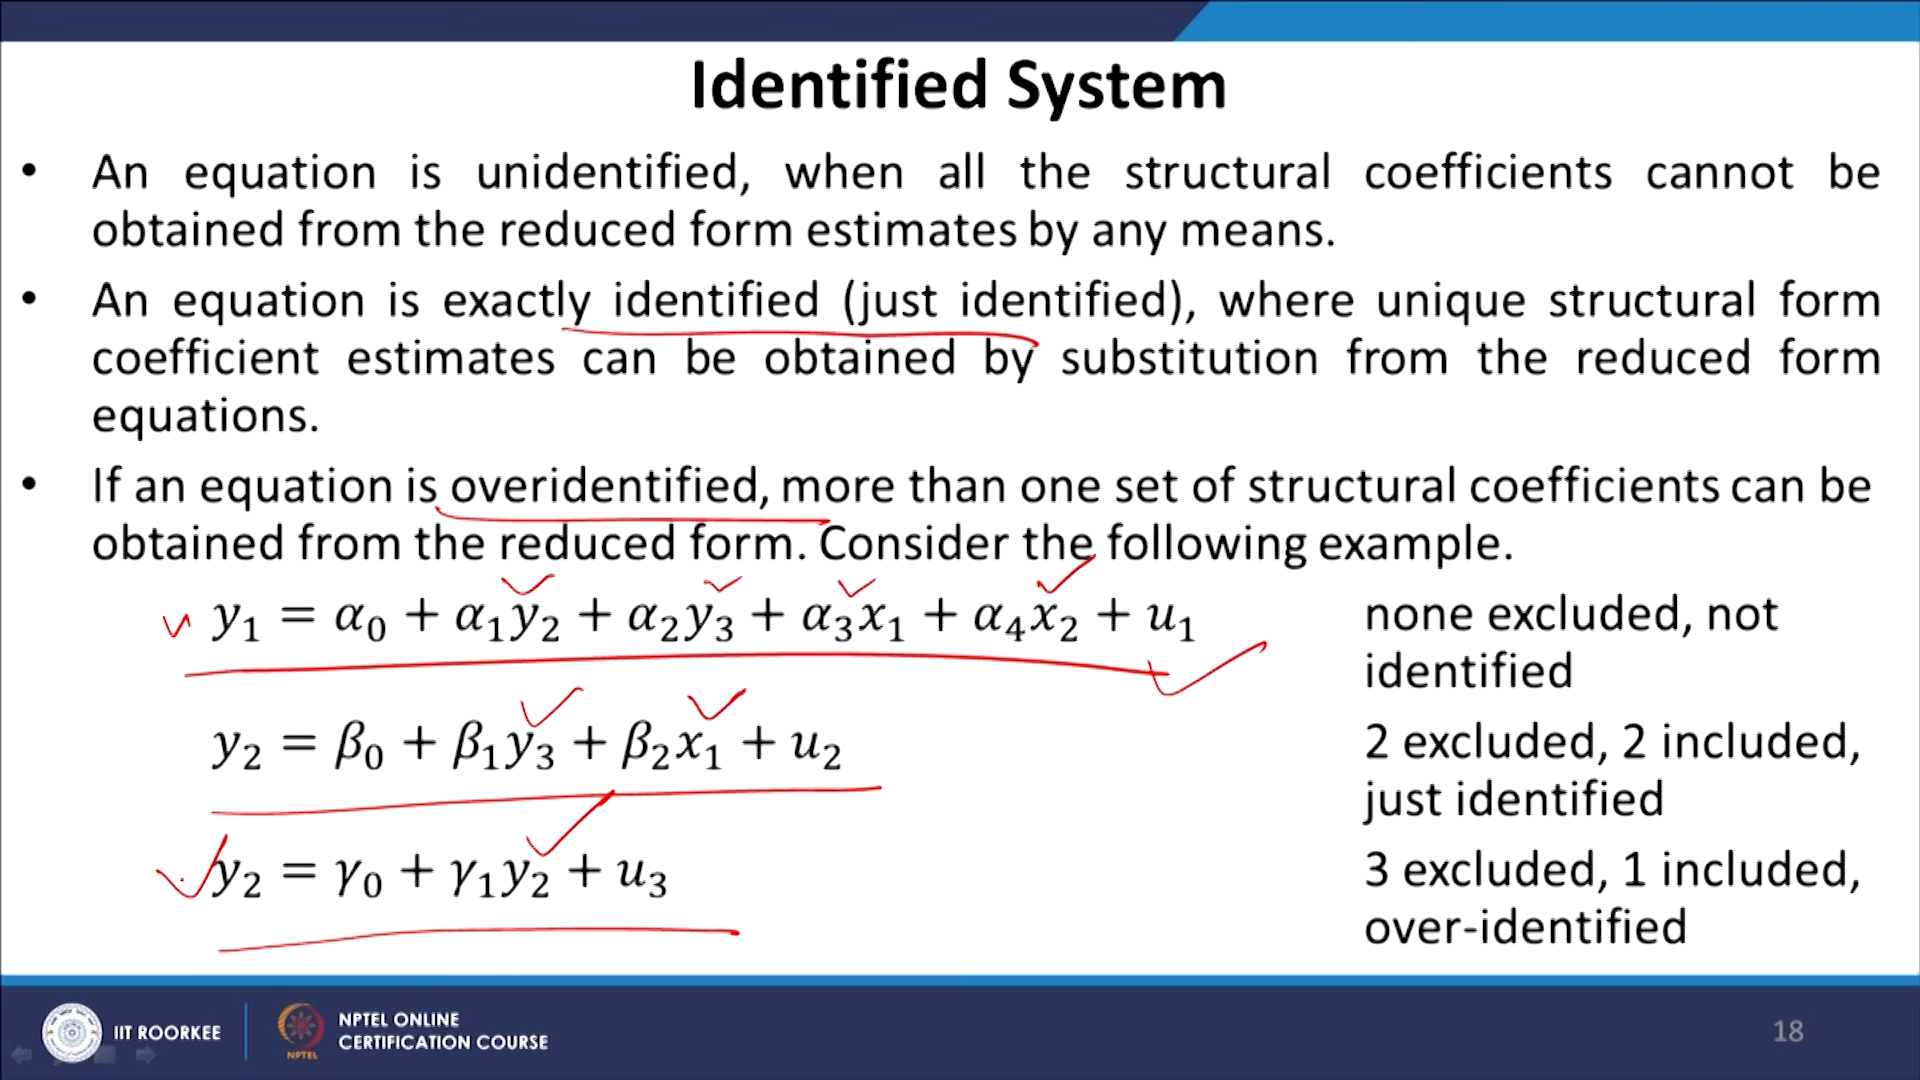 Identified System
• An equation is unidentified, when all the structural coefficients cannot be
obtained from the reduced form estimates by any means.
• An equation is exactly identified (just identified), where unique structural form
coefficient estimates can be obtained by substitution from the reduced form
equations.
• If an equation is overidentified, more than one set of structural coefficients can be
obtained from the reduced form. Consider the following example.
y₁ = α₀ + α₁y₂ + α₂y₃ + α₃x₁ + α₄x₂ + u₁ none excluded, not
identified
y₂ = β₀ + β₁y₃ + β₂x₁ + u₂ 2 excluded, 2 included,
just identified
y₂ = γ₀ + γ₁y₂ + u₃ 3 excluded, 1 included,
over-identified
IIT ROORKEE
NPTEL
NPTEL ONLINE
CERTIFICATION COURSE
18